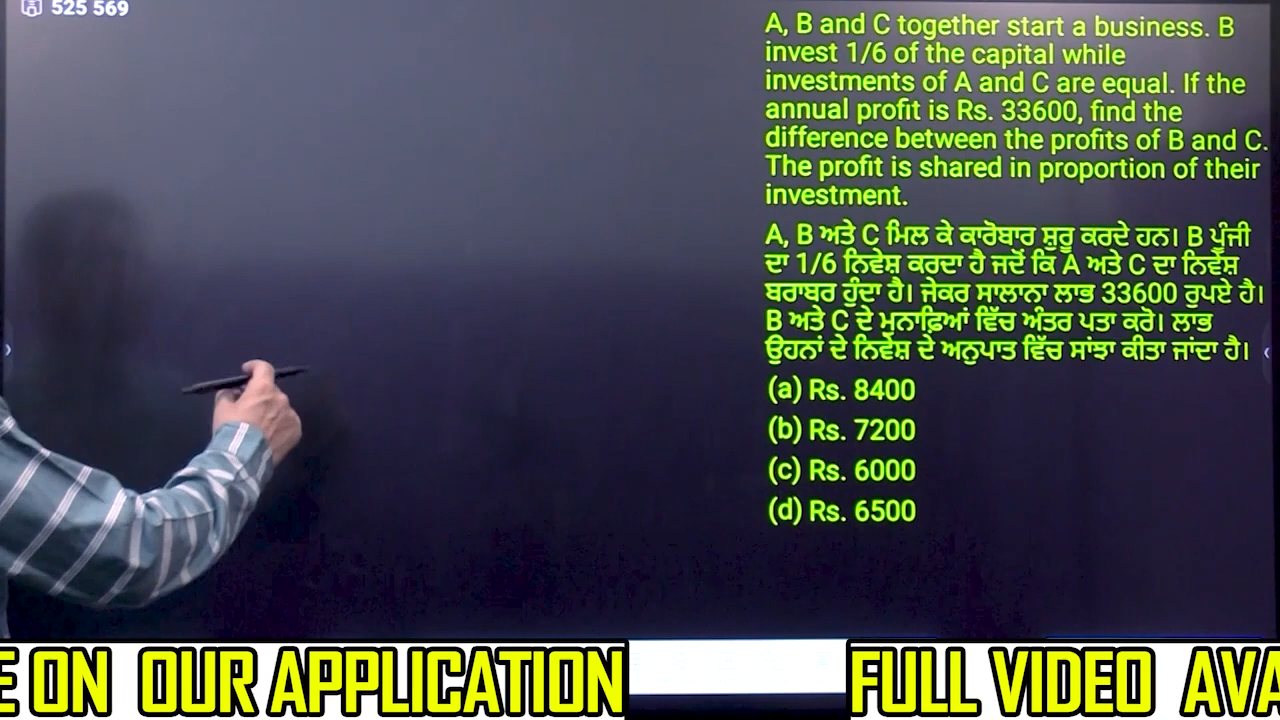 525 569
A, B and C together start a business. B
invest 1/6 of the capital while
investments of A and C are equal. If the
annual profit is Rs. 33600, find the
difference between the profits of B and C.
The profit is shared in proportion of their
investment.
A, B ਅਤੇ C ਮਿਲ ਕੇ ਕਾਰੋਬਾਰ ਸ਼ੁਰੂ ਕਰਦੇ ਹਨ। B ਪੂੰਜੀ
ਦਾ 1/6 ਨਿਵੇਸ਼ ਕਰਦਾ ਹੈ ਜਦੋਂ ਕਿ A ਅਤੇ C ਦਾ ਨਿਵੇਸ਼
ਬਰਾਬਰ ਹੁੰਦਾ ਹੈ। ਜੇਕਰ ਸਾਲਾਨਾ ਲਾਭ 33600 ਰੁਪਏ ਹੈ।
B ਅਤੇ C ਦੇ ਮੁਨਾਫ਼ਿਆਂ ਵਿੱਚ ਅੰਤਰ ਪਤਾ ਕਰੋ। ਲਾਭ
ਉਹਨਾਂ ਦੇ ਨਿਵੇਸ਼ ਦੇ ਅਨੁਪਾਤ ਵਿੱਚ ਸਾਂਝਾ ਕੀਤਾ ਜਾਂਦਾ ਹੈ।
(a) Rs. 8400
(b) Rs. 7200
(c) Rs. 6000
(d) Rs. 6500
E ON OUR APPLICATION FULL VIDEO AVA